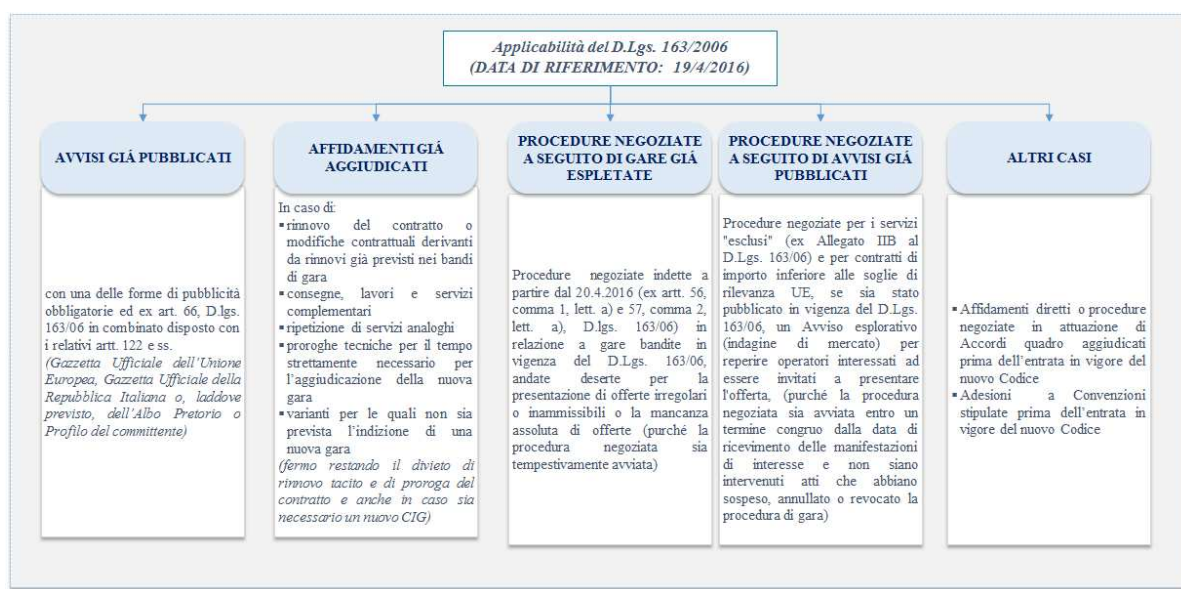 Applicabilità del D.Lgs. 163/2006
(DATA DI RIFERIMENTO: 19/4/2016)
AVVISI GIÁ PUBBLICATI
con una delle forme di pubblicità
obbligatorie ed ex art. 66, D.lgs.
163/06 in combinato disposto con
i relativi artt. 122 e ss.
(Gazzetta Ufficiale dell’Unione
Europea, Gazzetta Ufficiale della
Repubblica Italiana o, laddove
previsto, dell’Albo Pretorio o
Profilo del committente)
AFFIDAMENTI GIÁ
AGGIUDICATI
In caso di:
▪rinnovo del contratto o
modifiche contrattuali derivanti
da rinnovi già previsti nei bandi
di gara
▪consegne, lavori e servizi
complementari
▪ripetizione di servizi analoghi
▪proroghe tecniche per il tempo
strettamente necessario per
l’aggiudicazione della nuova
gara
▪varianti per le quali non sia
prevista l’indizione di una
nuova gara
(fermo restando il divieto di
rinnovo tacito e di proroga del
contratto e anche in caso sia
necessario un nuovo CIG)
PROCEDURE NEGOZIATE
A SEGUITO DI GARE GIÁ
ESPLETATE
Procedure negoziate indette a
partire dal 20.4.2016 (ex artt. 56,
comma 1, lett. a) e 57, comma 2,
lett. a), D.lgs. 163/06) in
relazione a gare bandite in
vigenza del D.Lgs. 163/06,
andate deserte per la
presentazione di offerte irregolari
o inammissibili o la mancanza
assoluta di offerte (purché la
procedura negoziata sia
tempestivamente avviata)
PROCEDURE NEGOZIATE
A SEGUITO DI AVVISI GIÁ
PUBBLICATI
Procedure negoziate per i servizi
"esclusi" (ex Allegato IIB al
D.Lgs. 163/06) e per contratti di
importo inferiore alle soglie di
rilevanza UE, se sia stato
pubblicato in vigenza del D.Lgs.
163/06, un Avviso esplorativo
(indagine di mercato) per
reperire operatori interessati ad
essere invitati a presentare
l'offerta, (purché la procedura
negoziata sia avviata entro un
termine congruo dalla data di
ricevimento delle manifestazioni
di interesse e non siano
intervenuti atti che abbiano
sospeso, annullato o revocato la
procedura di gara)
ALTRI CASI
▪Affidamenti diretti o procedure
negoziate in attuazione di
Accordi quadro aggiudicati
prima dell’entrata in vigore del
nuovo Codice
▪Adesioni a Convenzioni
stipulate prima dell’entrata in
vigore del nuovo Codice